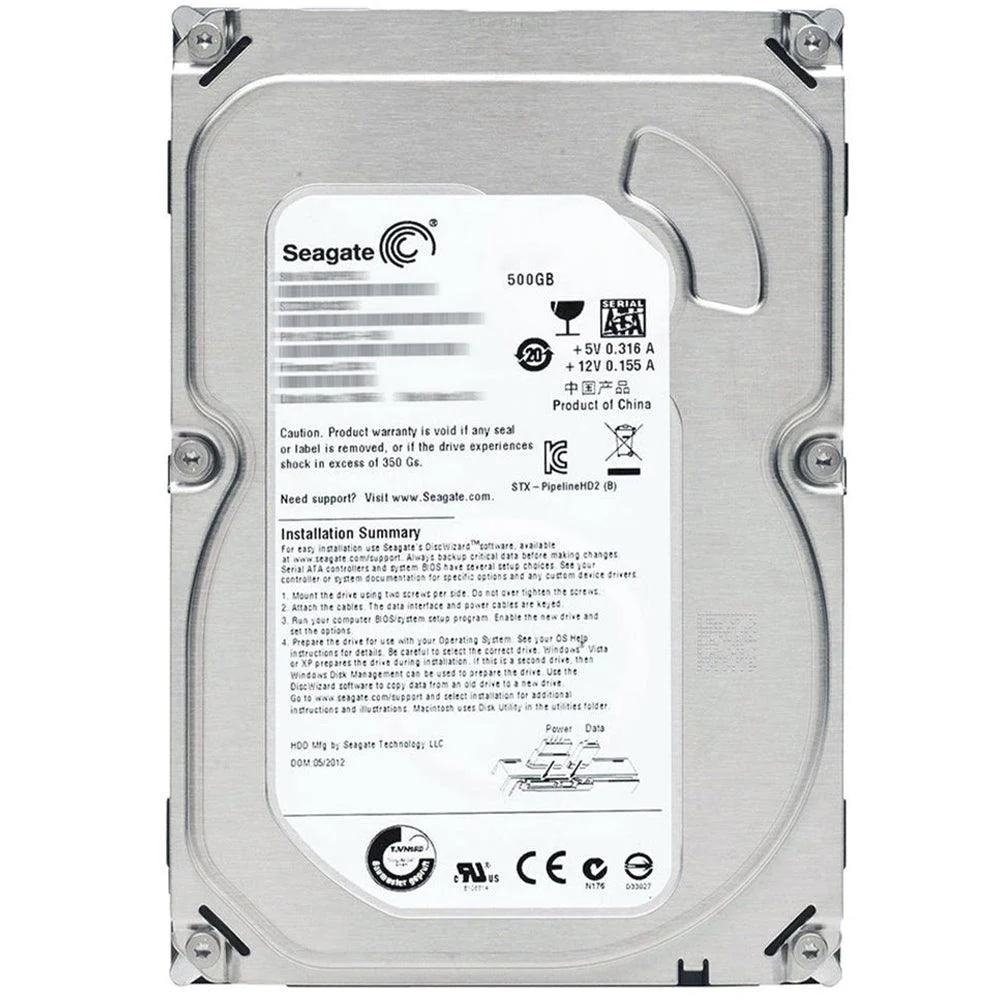 Seagate
500GB
SERIAL
ATA
20
+5V 0.316 A
+12V 0.155 A
中国产品
Product of China
Caution. Product warranty is void if any seal
or label is removed, or if the drive experiences
shock in excess of 350 Gs.
STX-PipelineHD2 (B)
Need support? Visit www.Seagate.com.
Installation Summary
For easy installation use Seagate's DiscWizard™ software, available
at www.seagate.com/support. Always backup critical data before making changes.
Serial ATA controllers and system BIOS have several setup choices. See your
controller or system documentation for specific options and any custom device drivers.
1. Mount the drive using two screws per side. Do not over tighten the screws.
2. Attach the cables. The data interface and power cables are keyed.
3. Run your computer BIOS/system setup program. Enable the new drive and
set the options.
4. Prepare the drive for use with your Operating System. See your OS Help
instructions for details. Be careful to select the correct drive. Windows® Vista
or XP prepares the drive during installation. If this is a second drive, then
Windows Disk Management can be used to prepare the drive. Use the
DiscWizard software to copy data from an old drive to a new drive.
Go to www.seagate.com/support and select installation for additional
instructions and illustrations. Macintosh uses Disk Utility in the utilities folder.
Power Data
HDD Mfg by Seagate Technology LLC
DOM:05/2012
Baumuster geprüft
c RU® US
CE
N176
D33027